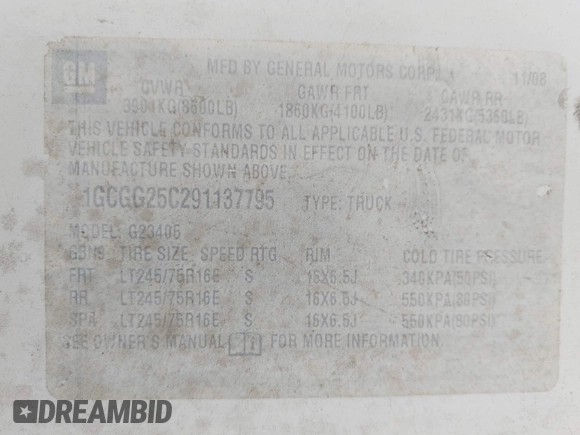 GM
MFD BY GENERAL MOTORS CORP. 11/08
GVWR GAWR FRT GAWR RR
3901KG(8600LB) 1860KG(4100LB) 2431KG(5360LB)
THIS VEHICLE CONFORMS TO ALL APPLICABLE U.S. FEDERAL MOTOR
VEHICLE SAFETY STANDARDS IN EFFECT ON THE DATE OF
MANUFACTURE SHOWN ABOVE.
1GCGG25C291137795 TYPE: TRUCK
MODEL: G23405
TIRE SIZE SPEED RTG RIM COLD TIRE PRESSURE
FRT LT245/75R16E S 16X6.5J 340KPA(50PSI)
RR LT245/75R16E S 16X6.5J 550KPA(80PSI)
SPA LT245/75R16E S 16X6.5J 550KPA(80PSI)
SEE OWNER'S MANUAL FOR MORE INFORMATION.
DREAMBID